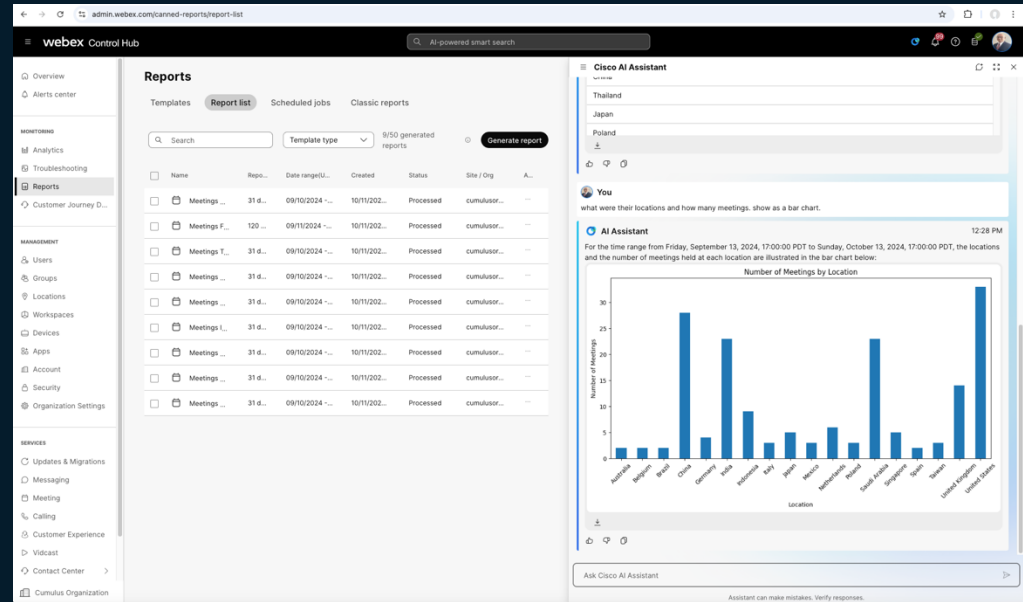 admin.webex.com/canned-reports/report-list
webex Control Hub
AI-powered smart search
99
Overview
Alerts center
MONITORING
Analytics
Troubleshooting
Reports
Customer Journey D...
MANAGEMENT
Users
Groups
Locations
Workspaces
Devices
Apps
Account
Security
Organization Settings
SERVICES
Updates & Migrations
Messaging
Meeting
Calling
Customer Experience
Vidcast
Contact Center
Cumulus Organization
Reports
Templates Report list Scheduled jobs Classic reports
Search
Template type
9/50 generated
reports
Generate report
Name Repo... Date range(U... Created Status Site / Org A...
Meetings ... 31 d... 09/10/2024 -... 10/11/202... Processed cumulusor... ...
Meetings F... 120 ... 09/11/2024 -... 10/11/202... Processed cumulusor... ...
Meetings T... 31 d... 09/10/2024 -... 10/11/202... Processed cumulusor... ...
Meetings ... 31 d... 09/10/2024 -... 10/11/202... Processed cumulusor... ...
Meetings ... 31 d... 09/10/2024 -... 10/11/202... Processed cumulusor... ...
Meetings I... 31 d... 09/10/2024 -... 10/11/202... Processed cumulusor... ...
Meetings ... 31 d... 09/10/2024 -... 10/11/202... Processed cumulusor... ...
Meetings ... 31 d... 09/10/2024 -... 10/11/202... Processed cumulusor... ...
Meetings ... 31 d... 09/10/2024 -... 10/11/202... Processed cumulusor... ...
Cisco AI Assistant
China
Thailand
Japan
Poland
You
what were their locations and how many meetings. show as a bar chart.
AI Assistant 12:28 PM
For the time range from Friday, September 13, 2024, 17:00:00 PDT to Sunday, October 13, 2024, 17:00:00 PDT, the locations
and the number of meetings held at each location are illustrated in the bar chart below:
Number of Meetings by Location
Number of Meetings
30
25
20
15
10
5
0
Australia
Belgium
Brazil
China
Germany
India
Indonesia
Italy
Japan
Mexico
Netherlands
Poland
Saudi Arabia
Singapore
Spain
Taiwan
United Kingdom
United States
Location
Ask Cisco AI Assistant
Assistant can make mistakes. Verify responses.